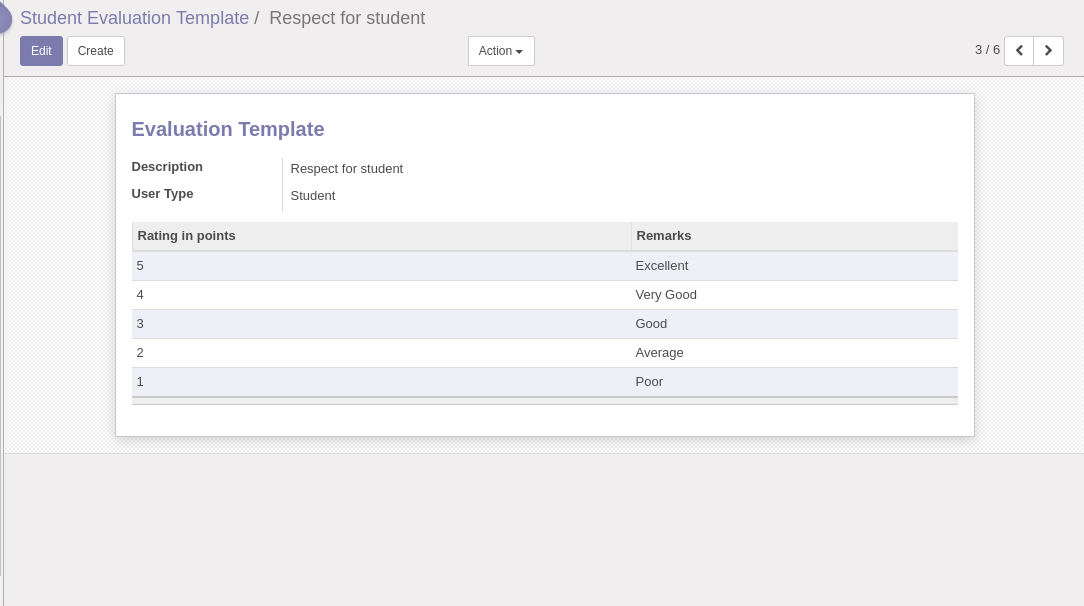 Student Evaluation Template / Respect for student
Edit Create Action 3 / 6
Evaluation Template
Description Respect for student
User Type Student
Rating in points Remarks
5 Excellent
4 Very Good
3 Good
2 Average
1 Poor